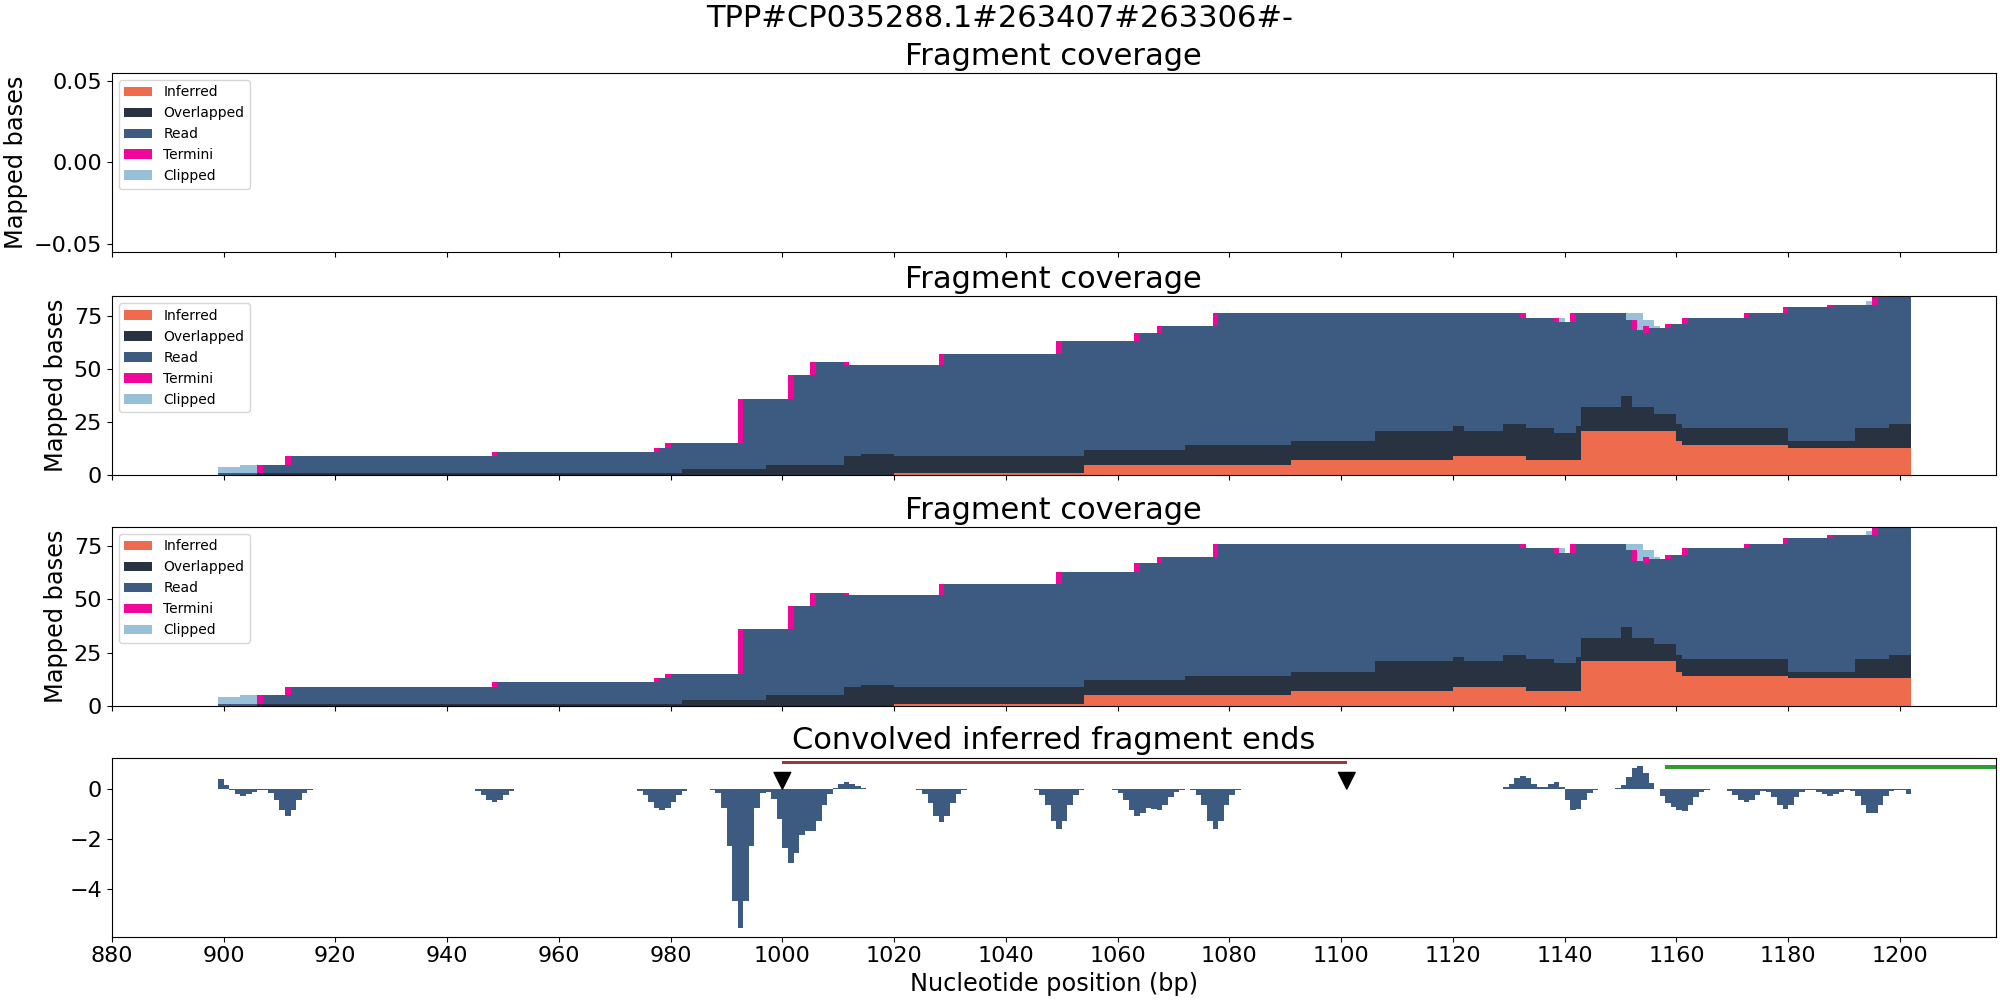 TPP#CP035288.1#263407#263306#-
Fragment coverage
Mapped bases
0.05
0.00
−0.05
Inferred
Overlapped
Read
Termini
Clipped
Fragment coverage
Mapped bases
75
50
25
0
Inferred
Overlapped
Read
Termini
Clipped
Fragment coverage
Mapped bases
75
50
25
0
Inferred
Overlapped
Read
Termini
Clipped
Convolved inferred fragment ends
0
−2
−4
880 900 920 940 960 980 1000 1020 1040 1060 1080 1100 1120 1140 1160 1180 1200
Nucleotide position (bp)